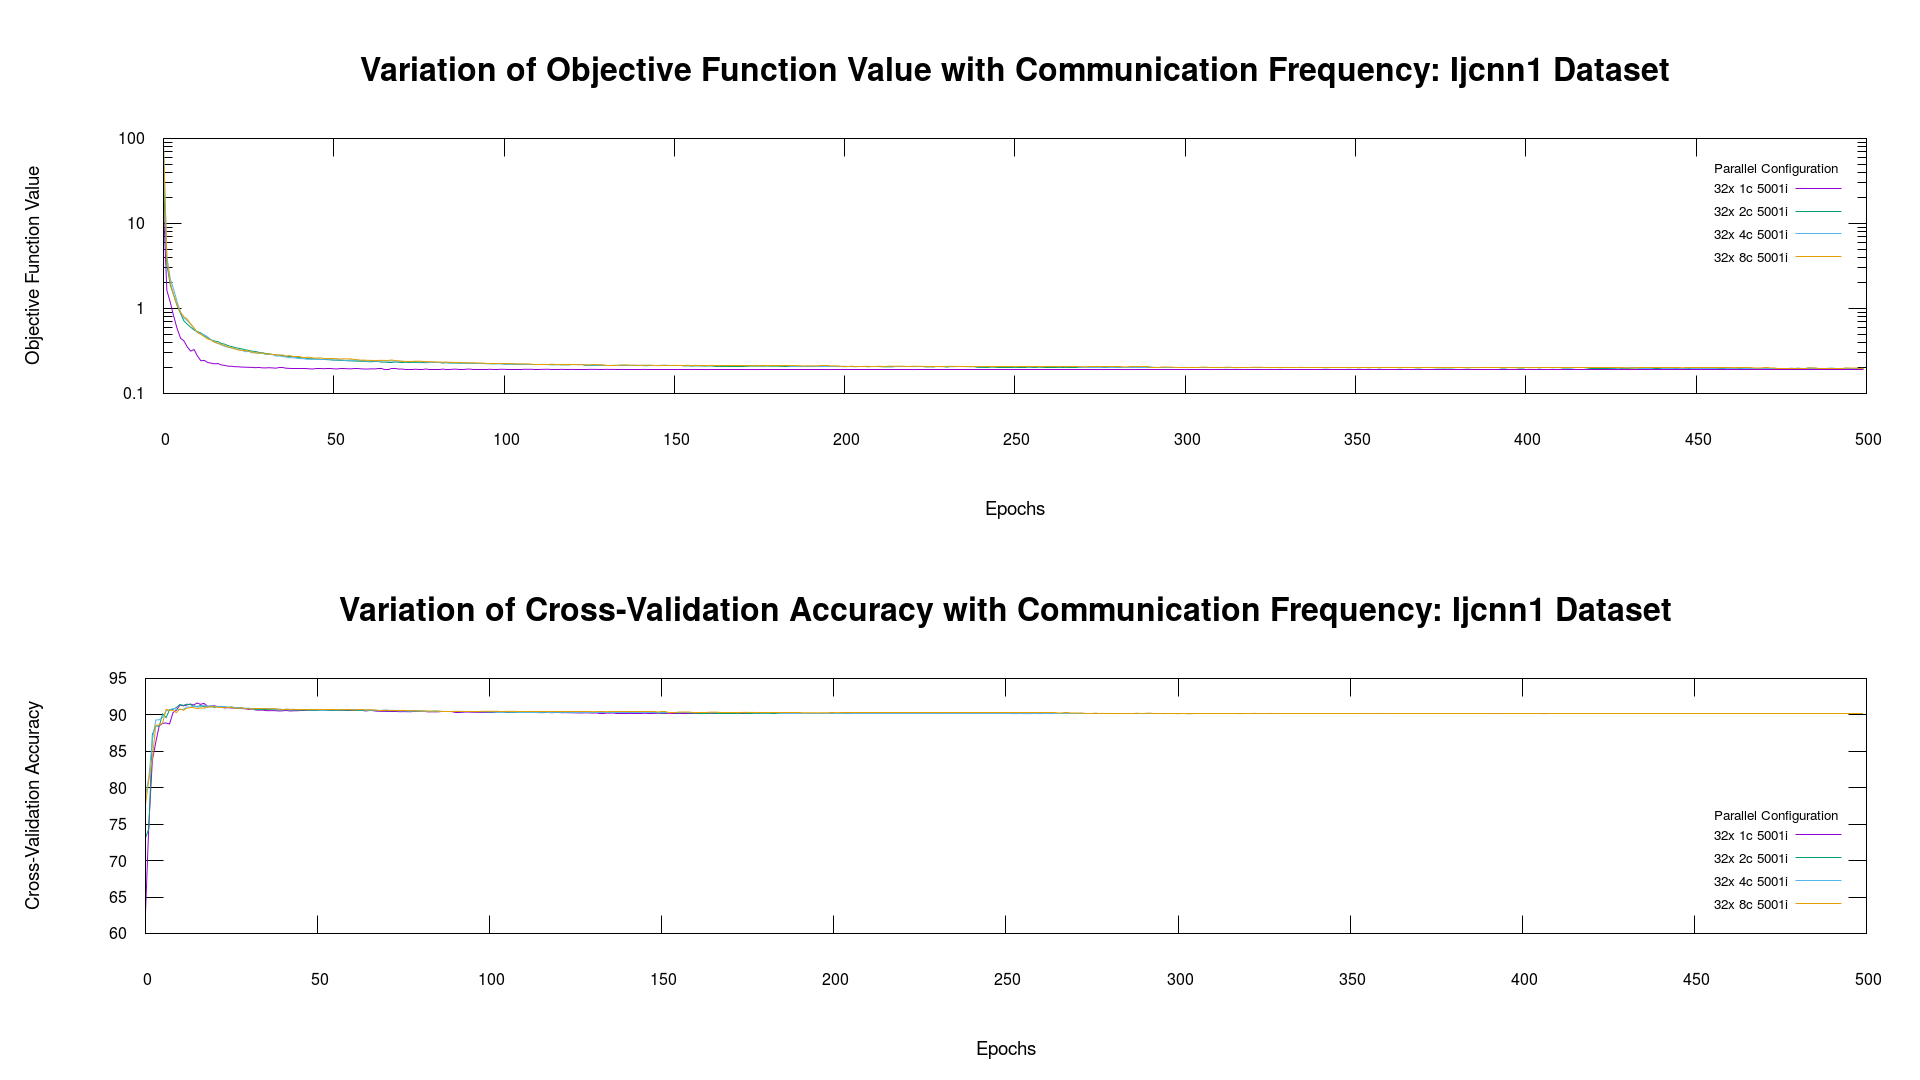 Variation of Objective Function Value with Communication Frequency: Ijcnn1 Dataset
Objective Function Value
100
10
1
0.1
Parallel Configuration
32x 1c 5001i
32x 2c 5001i
32x 4c 5001i
32x 8c 5001i
0 50 100 150 200 250 300 350 400 450 500
Epochs
Variation of Cross-Validation Accuracy with Communication Frequency: Ijcnn1 Dataset
Cross-Validation Accuracy
95
90
85
80
75
70
65
60
Parallel Configuration
32x 1c 5001i
32x 2c 5001i
32x 4c 5001i
32x 8c 5001i
0 50 100 150 200 250 300 350 400 450 500
Epochs